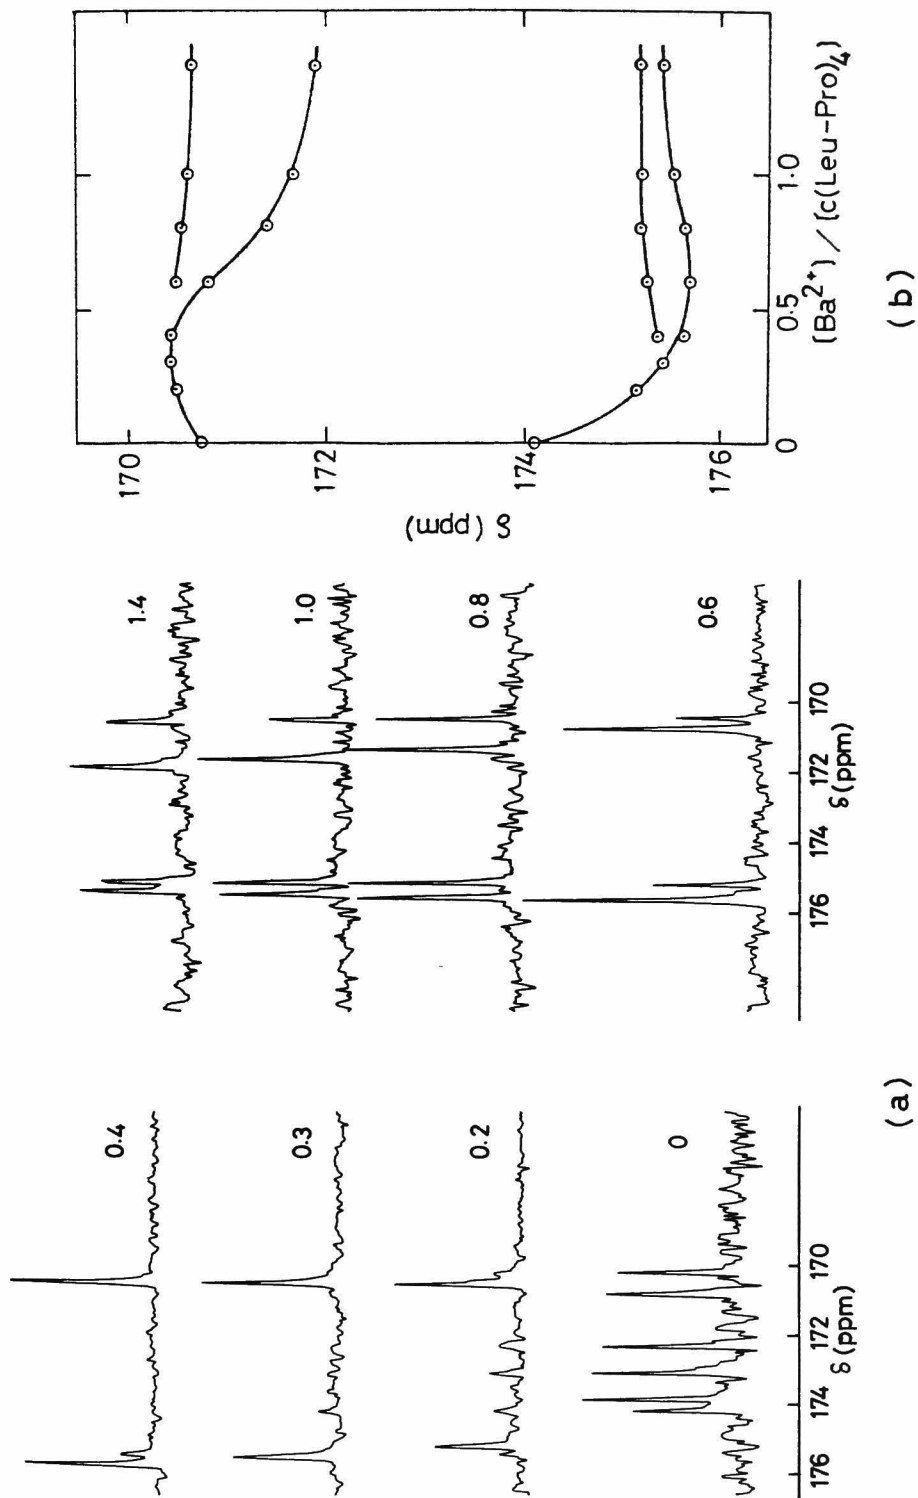 0.4
0.3
0.2
0
176 174 172 170
δ (ppm)
1.4
1.0
0.8
0.6
176 174 172 170
δ (ppm)
(a)
δ (ppm)
170
172
174
176
0 0.5 1.0
[Ba²⁺) / [c(Leu-Pro)₄]
(b)